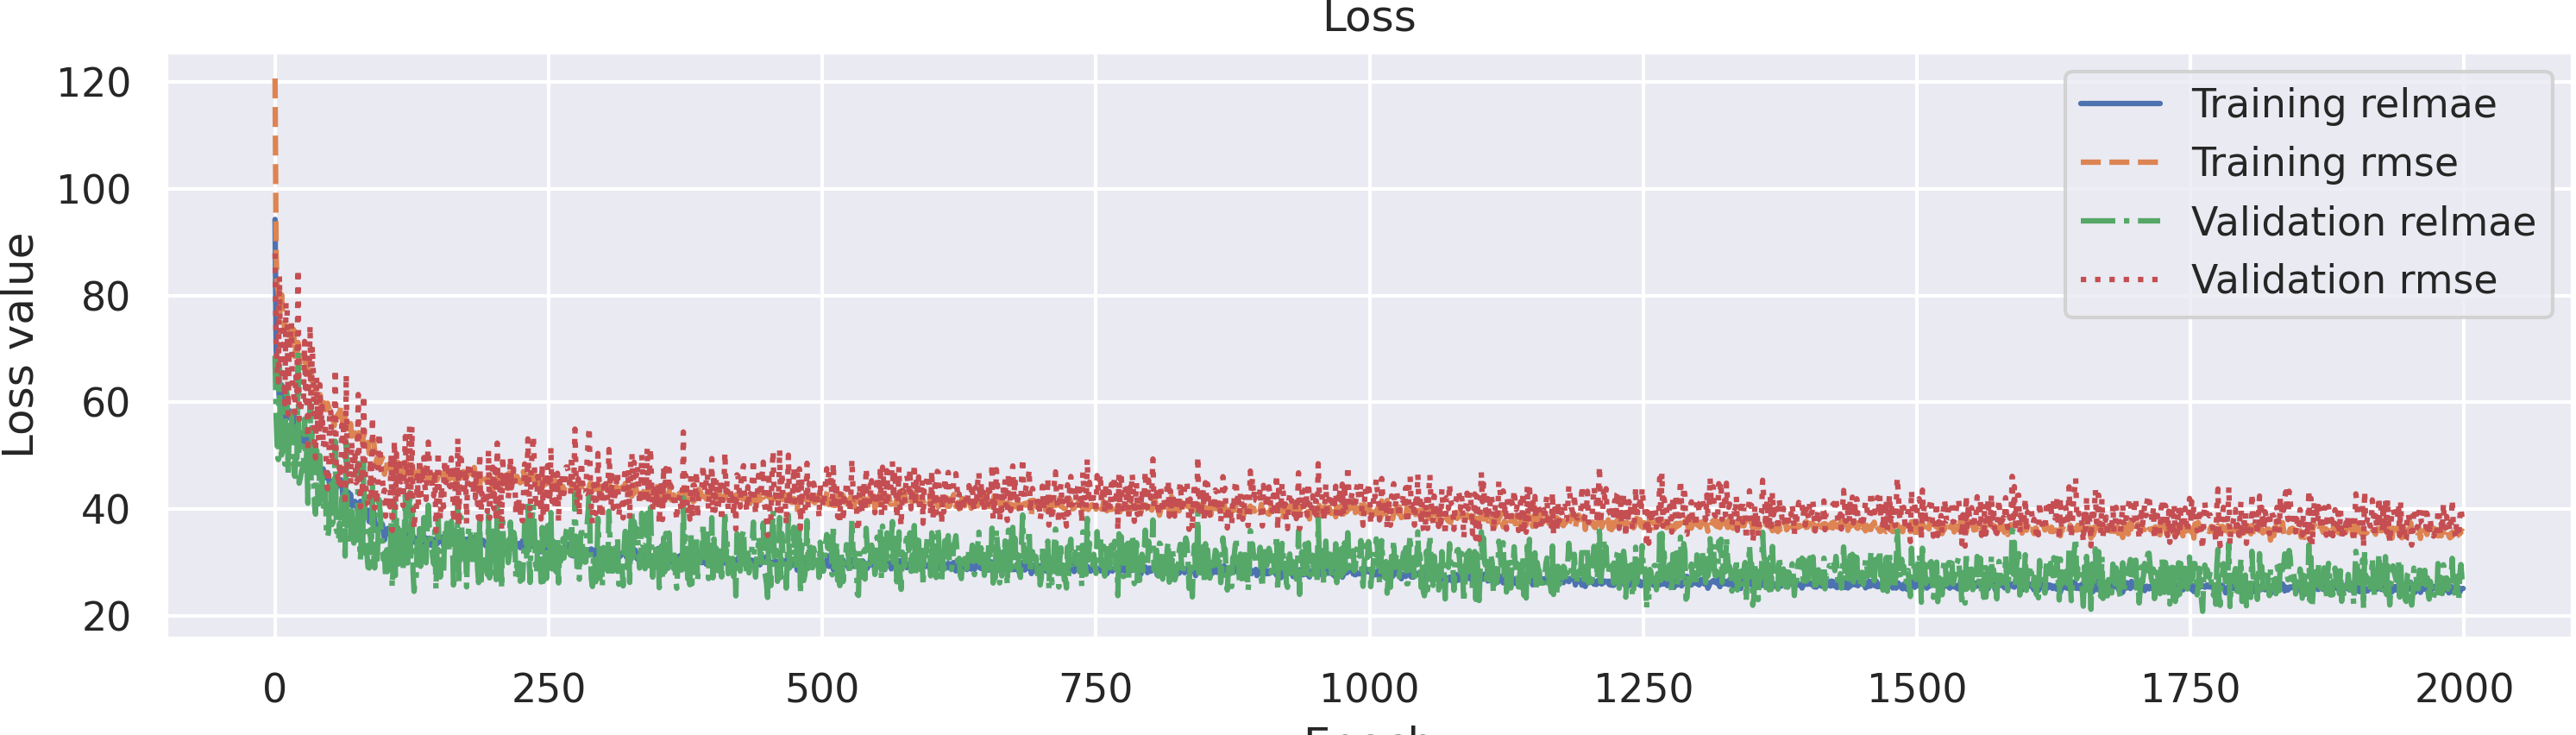 Loss
120
100
80
60
40
20
Loss value
0 250 500 750 1000 1250 1500 1750 2000
Training relmae
Training rmse
Validation relmae
Validation rmse